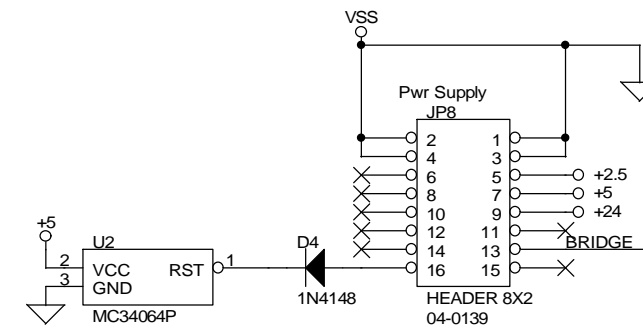 VSS
Pwr Supply
JP8
2 1
4 3
6 5 +2.5
8 7 +5
10 9 +24
12 11
14 13 BRIDGE
16 15
HEADER 8X2
04-0139
+5
U2
2 VCC RST 1
3 GND
MC34064P
D4
1N4148